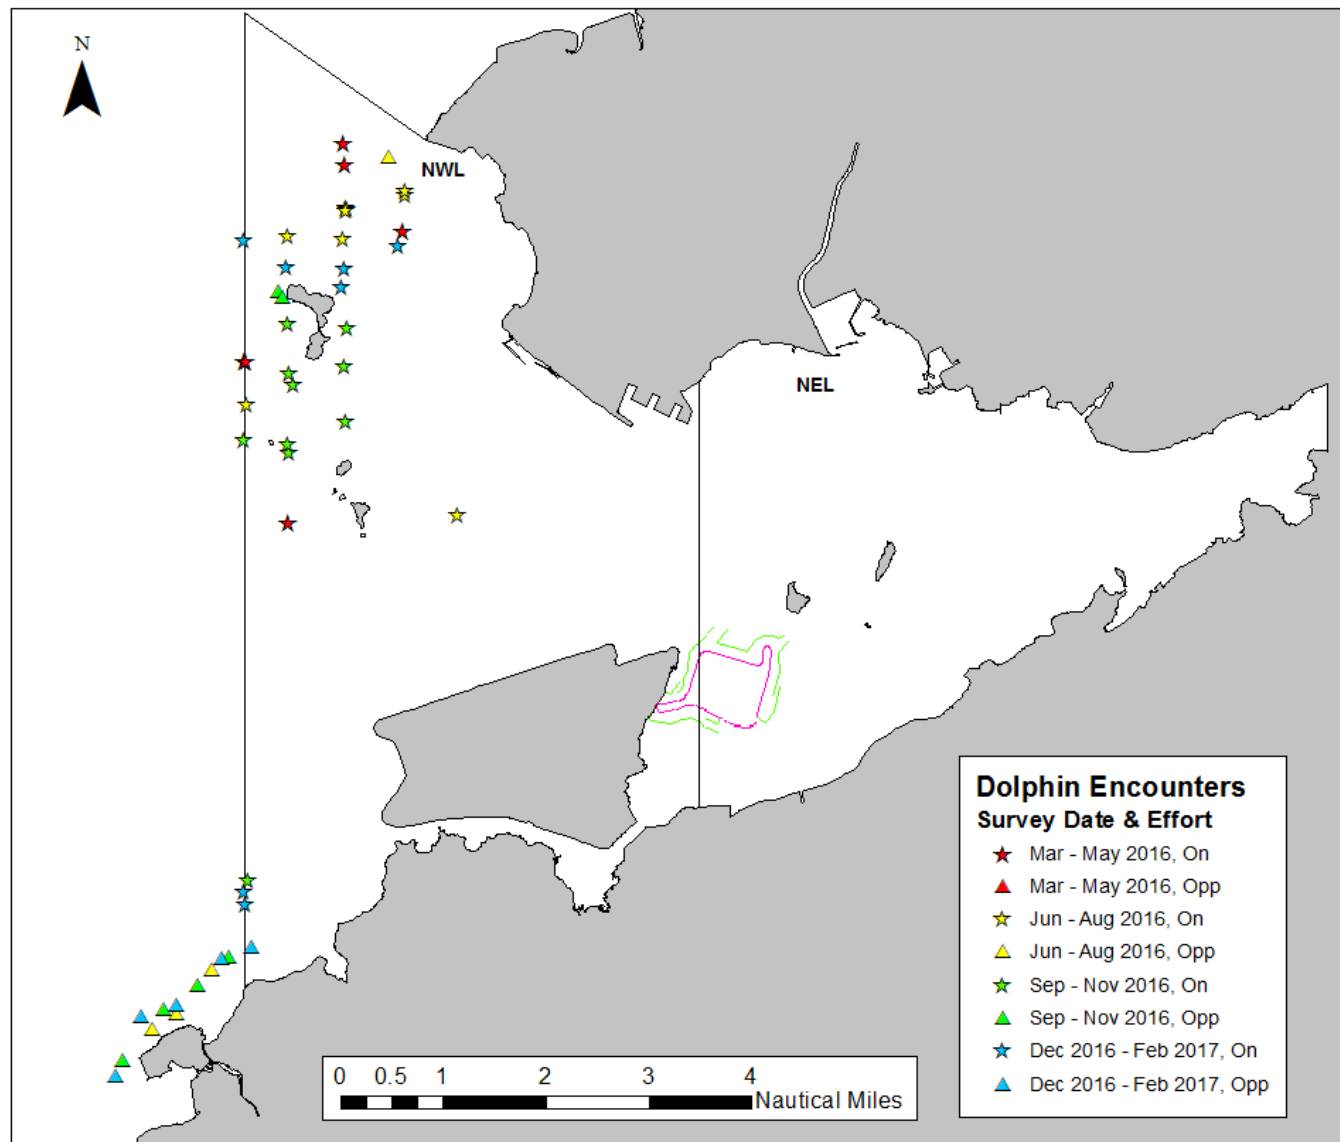 N
NWL
NEL
Dolphin Encounters
Survey Date & Effort
Mar - May 2016, On
Mar - May 2016, Opp
Jun - Aug 2016, On
Jun - Aug 2016, Opp
Sep - Nov 2016, On
Sep - Nov 2016, Opp
Dec 2016 - Feb 2017, On
Dec 2016 - Feb 2017, Opp
0 0.5 1 2 3 4
Nautical Miles